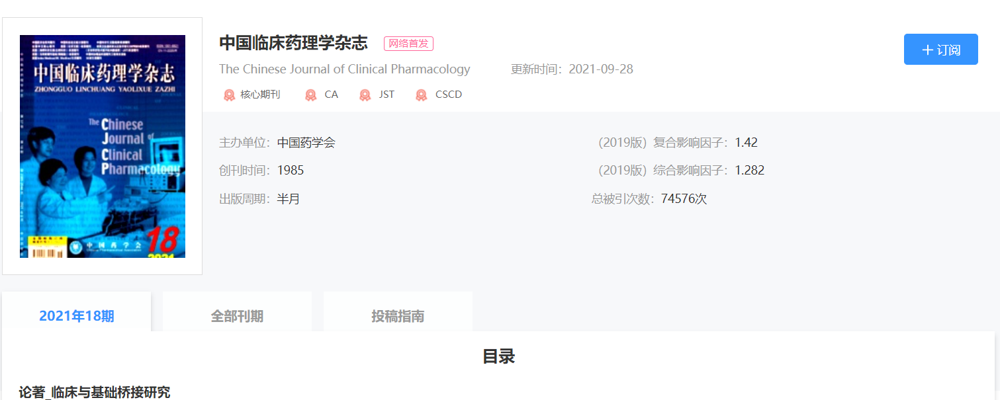 中国临床药理学杂志
ZHONGGUO LINCHUANG YAOLIXUE ZAZHI
The Chinese
Journal of
Clinical
Pharmacology
中国药学会
18
2021
中国临床药理学杂志 网络首发
+ 订阅
The Chinese Journal of Clinical Pharmacology 更新时间：2021-09-28
核心期刊 CA JST CSCD
主办单位：中国药学会 （2019版）复合影响因子：1.42
创刊时间：1985 （2019版）综合影响因子：1.282
出版周期：半月 总被引次数：74576次
2021年18期 全部刊期 投稿指南
目录
论著_临床与基础桥接研究